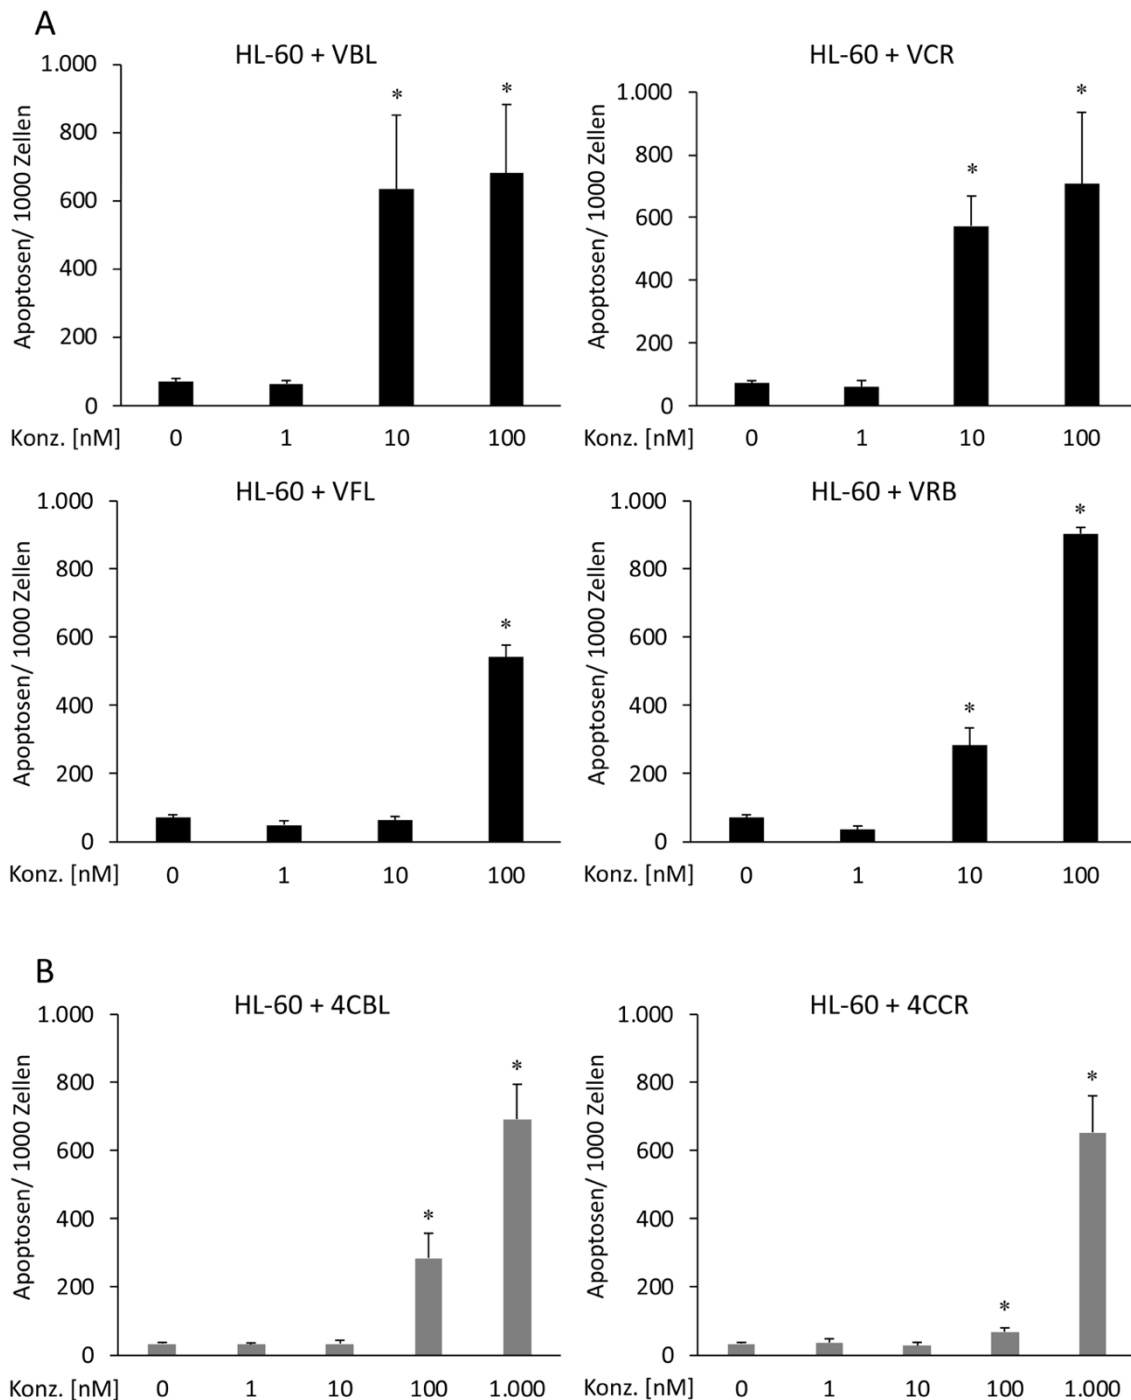 A
HL-60 + VBL
Apoptosen/ 1000 Zellen
1.000
800
*
*
600
400
200
0
Konz. [nM] 0 1 10 100
HL-60 + VCR
Apoptosen/ 1000 Zellen
1.000
800
*
*
600
400
200
0
Konz. [nM] 0 1 10 100
HL-60 + VFL
Apoptosen/ 1000 Zellen
1.000
800
600
*
400
200
0
Konz. [nM] 0 1 10 100
HL-60 + VRB
Apoptosen/ 1000 Zellen
1.000
*
800
600
400
*
200
0
Konz. [nM] 0 1 10 100
B
HL-60 + 4CBL
Apoptosen/ 1000 Zellen
1.000
*
800
600
400
*
200
0
Konz. [nM] 0 1 10 100 1.000
HL-60 + 4CCR
Apoptosen/ 1000 Zellen
1.000
*
800
600
400
200
*
0
Konz. [nM] 0 1 10 100 1.000